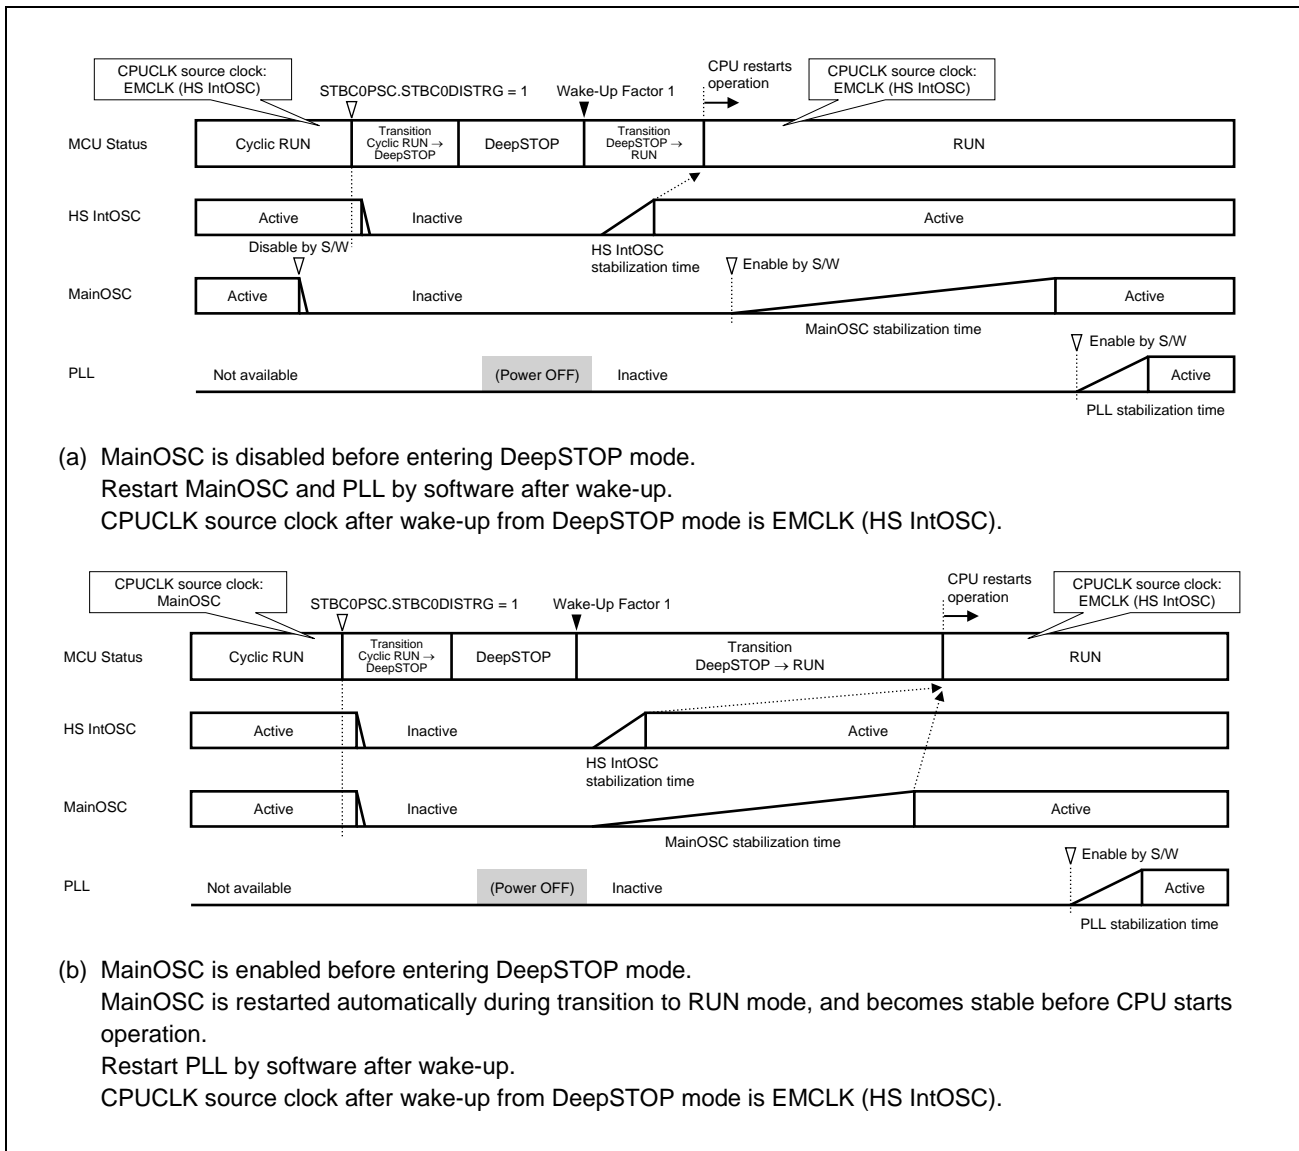 CPUCLK source clock:
EMCLK (HS IntOSC)
STBC0PSC.STBC0DISTRG = 1
Wake-Up Factor 1
CPU restarts
operation
CPUCLK source clock:
EMCLK (HS IntOSC)
MCU Status
Cyclic RUN
Transition
Cyclic RUN →
DeepSTOP
DeepSTOP
Transition
DeepSTOP →
RUN
RUN
HS IntOSC
Active
Inactive
Active
Disable by S/W
HS IntOSC
stabilization time
Enable by S/W
MainOSC
Active
Inactive
Active
MainOSC stabilization time
Enable by S/W
PLL
Not available
(Power OFF)
Inactive
Active
PLL stabilization time
(a) MainOSC is disabled before entering DeepSTOP mode.
Restart MainOSC and PLL by software after wake-up.
CPUCLK source clock after wake-up from DeepSTOP mode is EMCLK (HS IntOSC).
CPUCLK source clock:
MainOSC
STBC0PSC.STBC0DISTRG = 1
Wake-Up Factor 1
CPU restarts
operation
CPUCLK source clock:
EMCLK (HS IntOSC)
MCU Status
Cyclic RUN
Transition
Cyclic RUN →
DeepSTOP
DeepSTOP
Transition
DeepSTOP → RUN
RUN
HS IntOSC
Active
Inactive
Active
HS IntOSC
stabilization time
MainOSC
Active
Inactive
Active
MainOSC stabilization time
Enable by S/W
PLL
Not available
(Power OFF)
Inactive
Active
PLL stabilization time
(b) MainOSC is enabled before entering DeepSTOP mode.
MainOSC is restarted automatically during transition to RUN mode, and becomes stable before CPU starts
operation.
Restart PLL by software after wake-up.
CPUCLK source clock after wake-up from DeepSTOP mode is EMCLK (HS IntOSC).